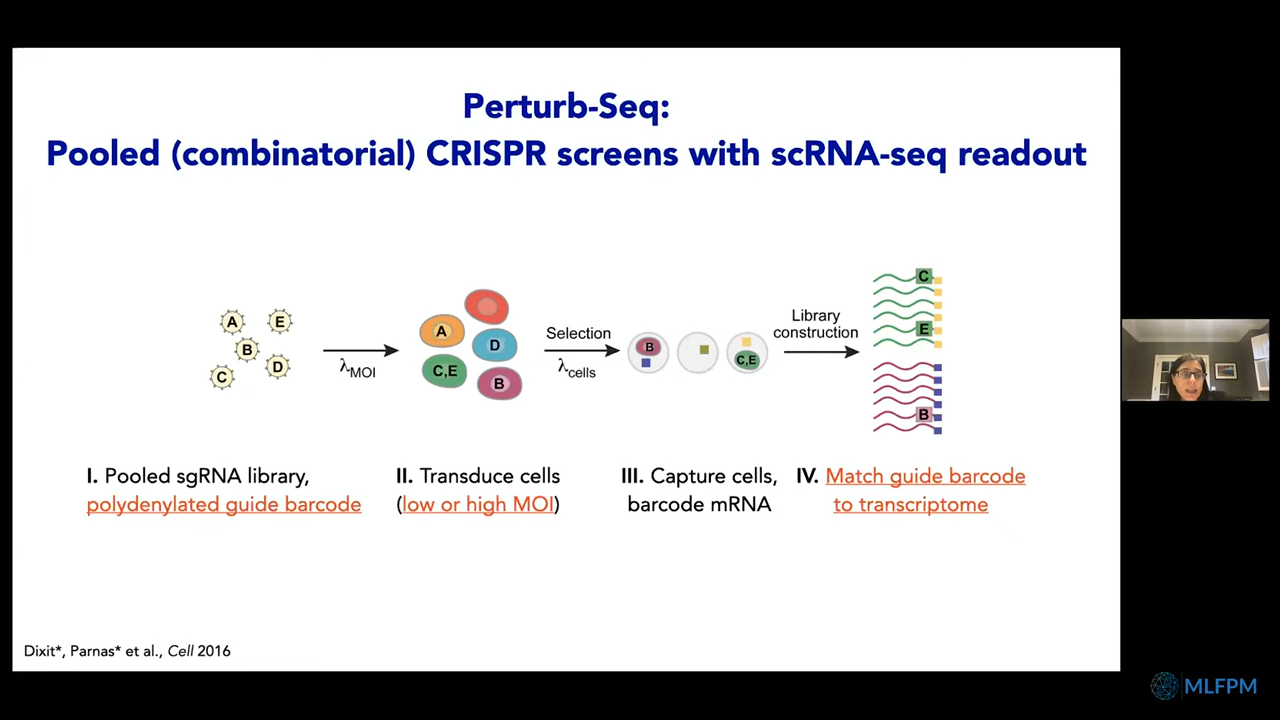 Perturb-Seq:
Pooled (combinatorial) CRISPR screens with scRNA-seq readout
A
E
B
C
D
λMOI
A
D
C,E
B
Selection
λcells
B
C,E
Library
construction
C
E
B
I. Pooled sgRNA library,
polydenylated guide barcode
II. Transduce cells
(low or high MOI)
III. Capture cells,
barcode mRNA
IV. Match guide barcode
to transcriptome
Dixit*, Parnas* et al., Cell 2016
MLFPM